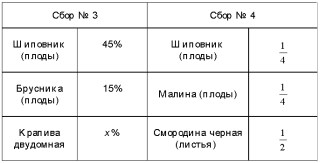 Сбор № 3 Сбор № 4
Шиповник (плоды) 45% Шиповник (плоды) 1/4
Брусника (плоды) 15% Малина (плоды) 1/4
Крапива двудомная x% Смородина черная (листья) 1/2